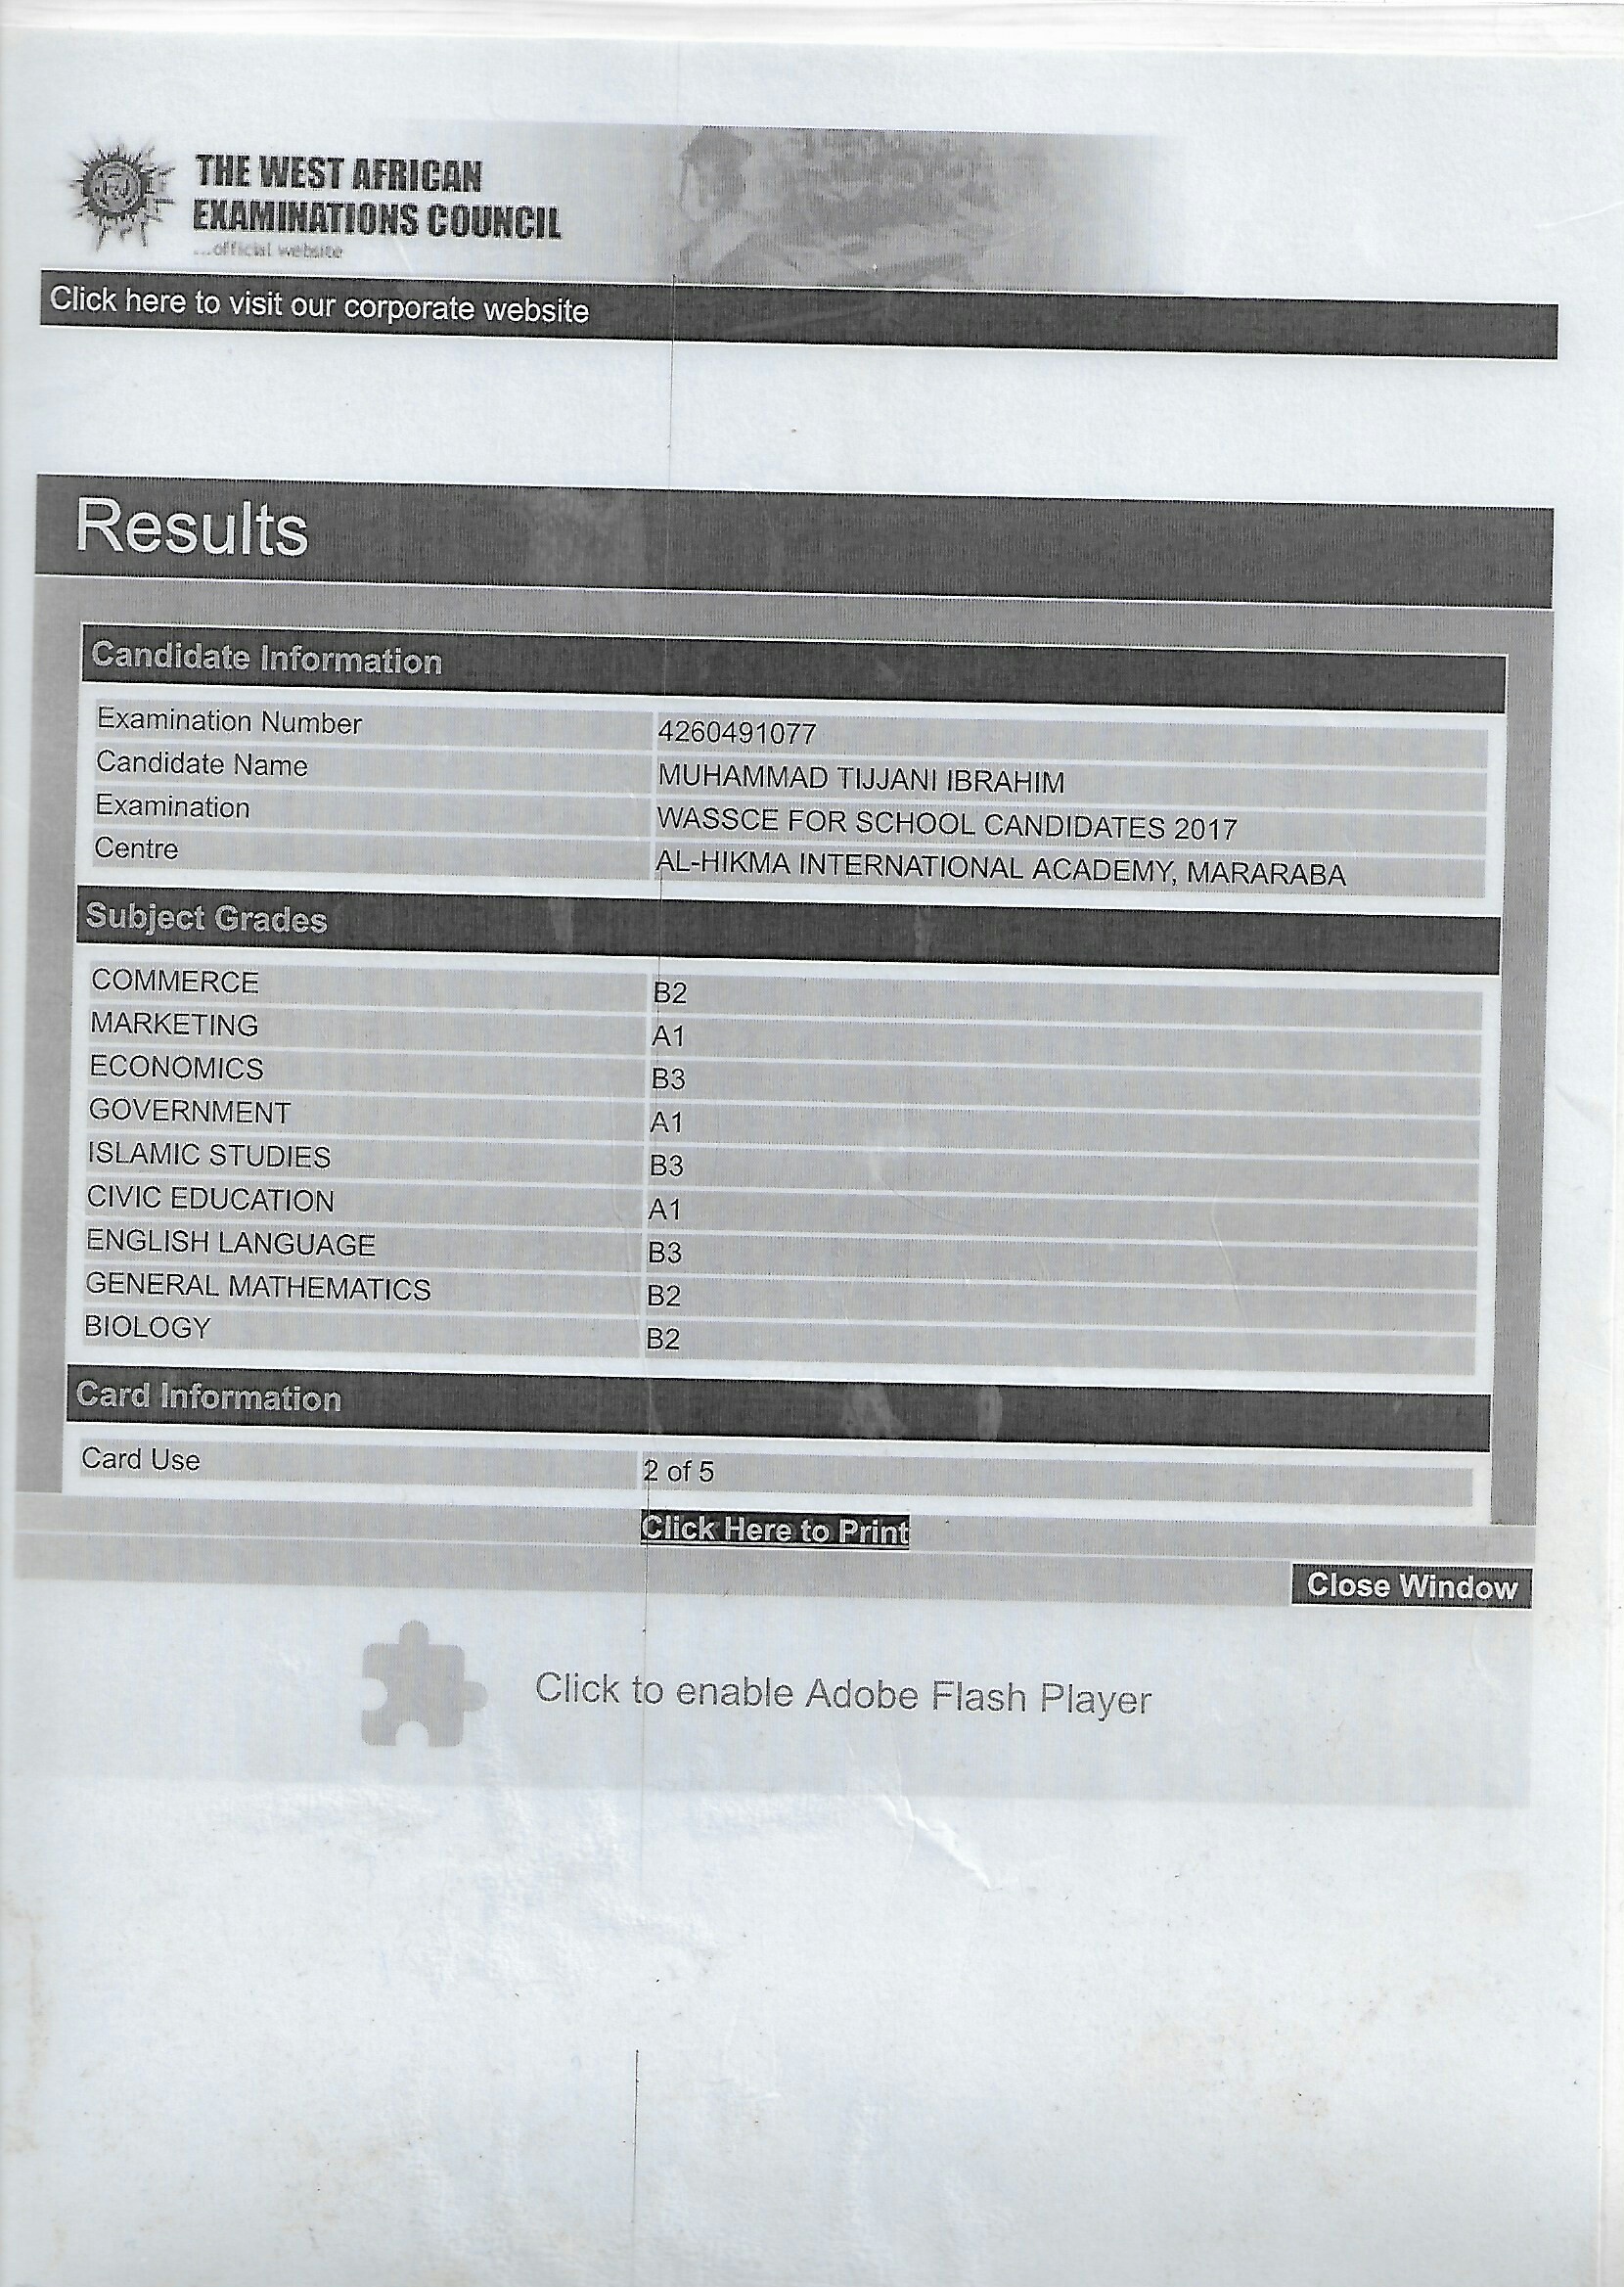 THE WEST AFRICAN
EXAMINATIONS COUNCIL
...official website
Click here to visit our corporate website
Results
Candidate Information
Examination Number 4260491077
Candidate Name MUHAMMAD TIJJANI IBRAHIM
Examination WASSCE FOR SCHOOL CANDIDATES 2017
Centre AL-HIKMA INTERNATIONAL ACADEMY, MARARABA
Subject Grades
COMMERCE B2
MARKETING A1
ECONOMICS B3
GOVERNMENT A1
ISLAMIC STUDIES B3
CIVIC EDUCATION A1
ENGLISH LANGUAGE B3
GENERAL MATHEMATICS B2
BIOLOGY B2
Card Information
Card Use 2 of 5
Click Here to Print
Close Window
Click to enable Adobe Flash Player